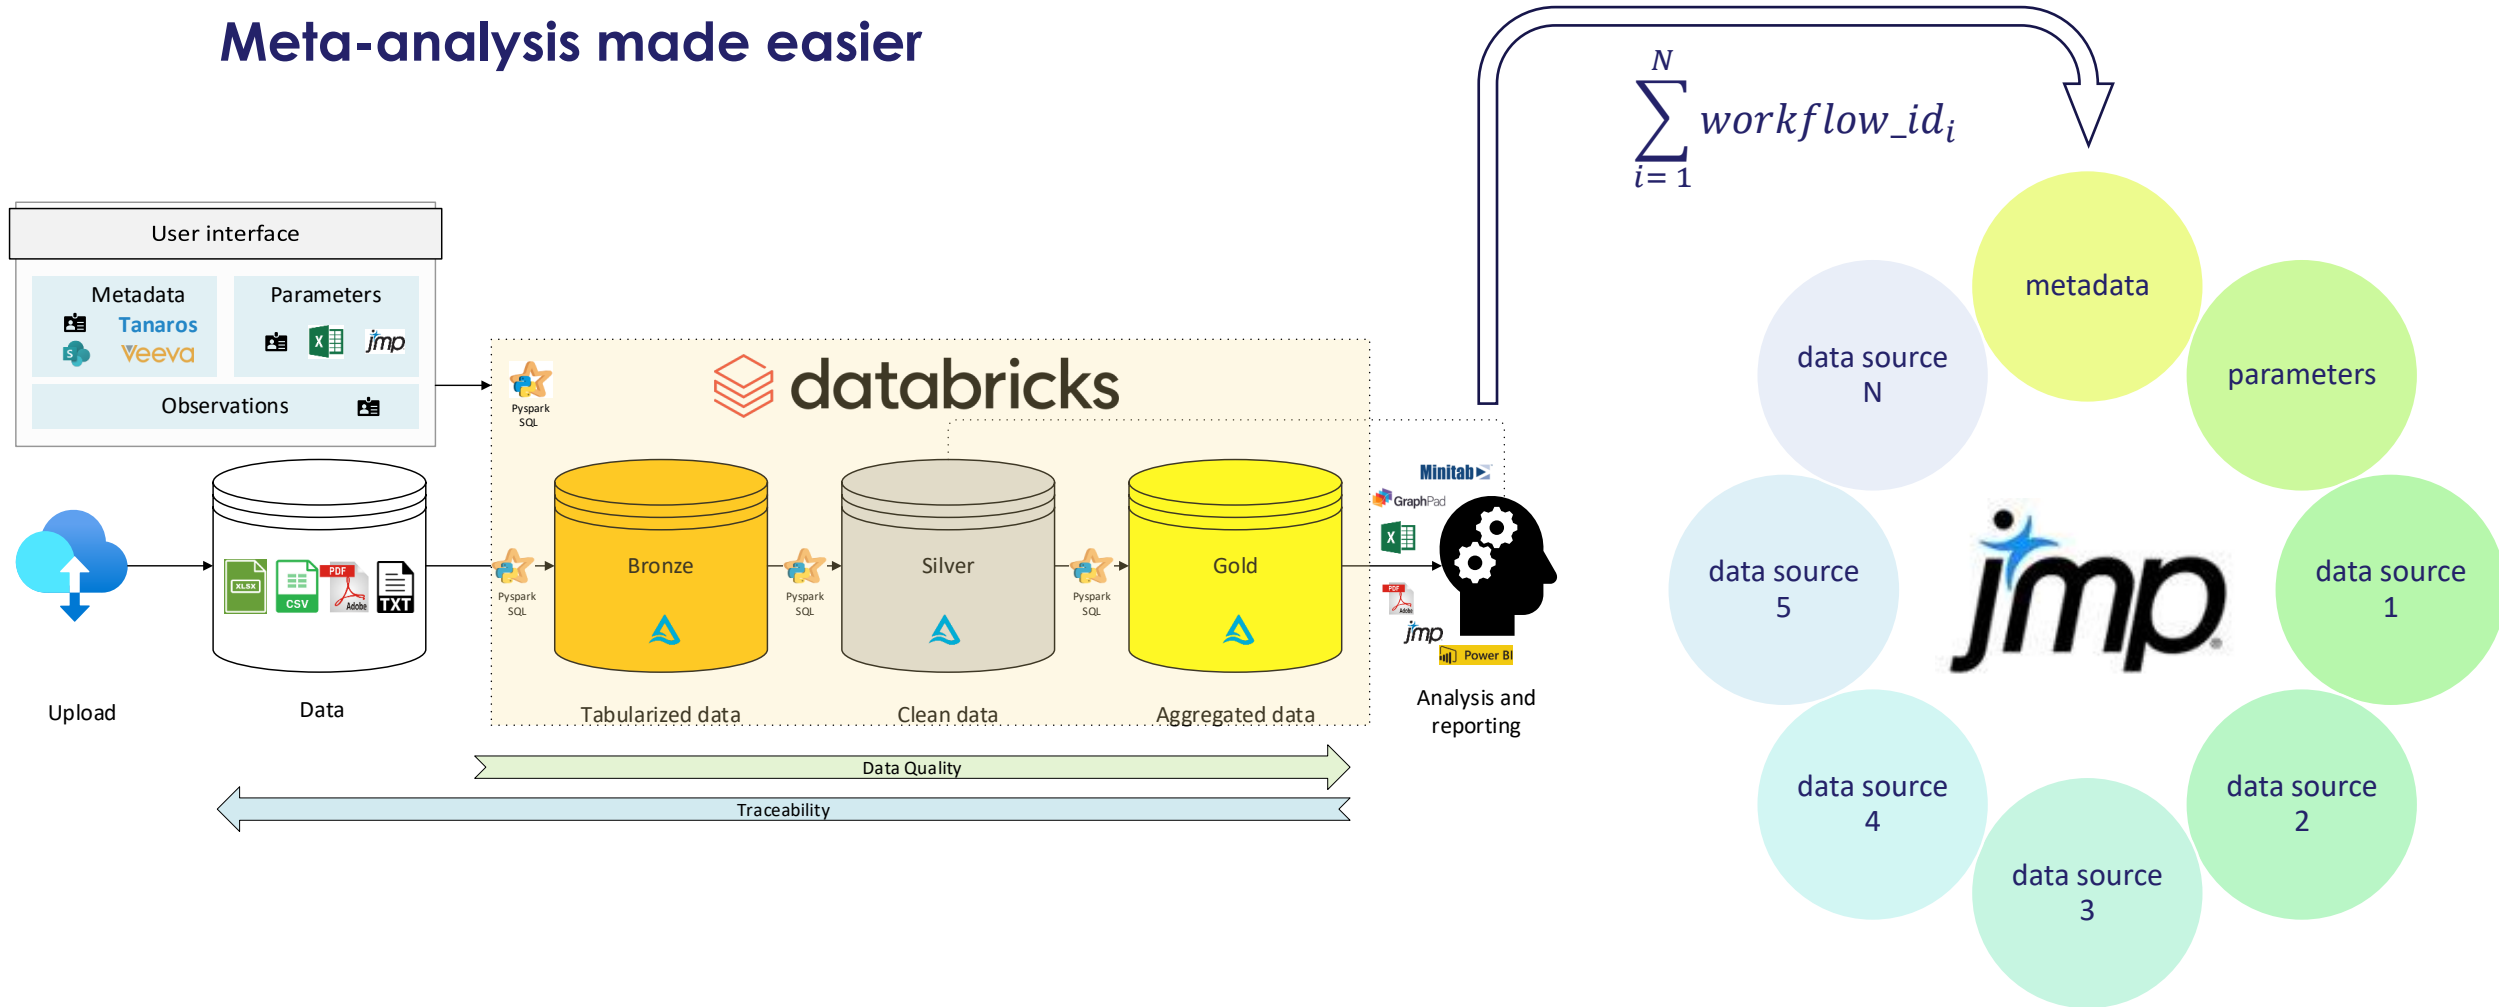 Meta-analysis made easier
N
∑ workflow_id_i
i= 1
User interface
Metadata
Tanaros
S
Veeva
Parameters
X
jmp
Observations
Upload
XLSX
CSV
PDF
Adobe
TXT
Data
Pyspark
SQL
databricks
Pyspark
SQL
Bronze
Tabularized data
Pyspark
SQL
Silver
Clean data
Pyspark
SQL
Gold
Aggregated data
Minitab
GraphPad
X
PDF
Adobe
jmp
Power BI
Analysis and
reporting
Data Quality
Traceability
metadata
parameters
data source
1
data source
2
data source
3
data source
4
data source
5
data source
N
jmp